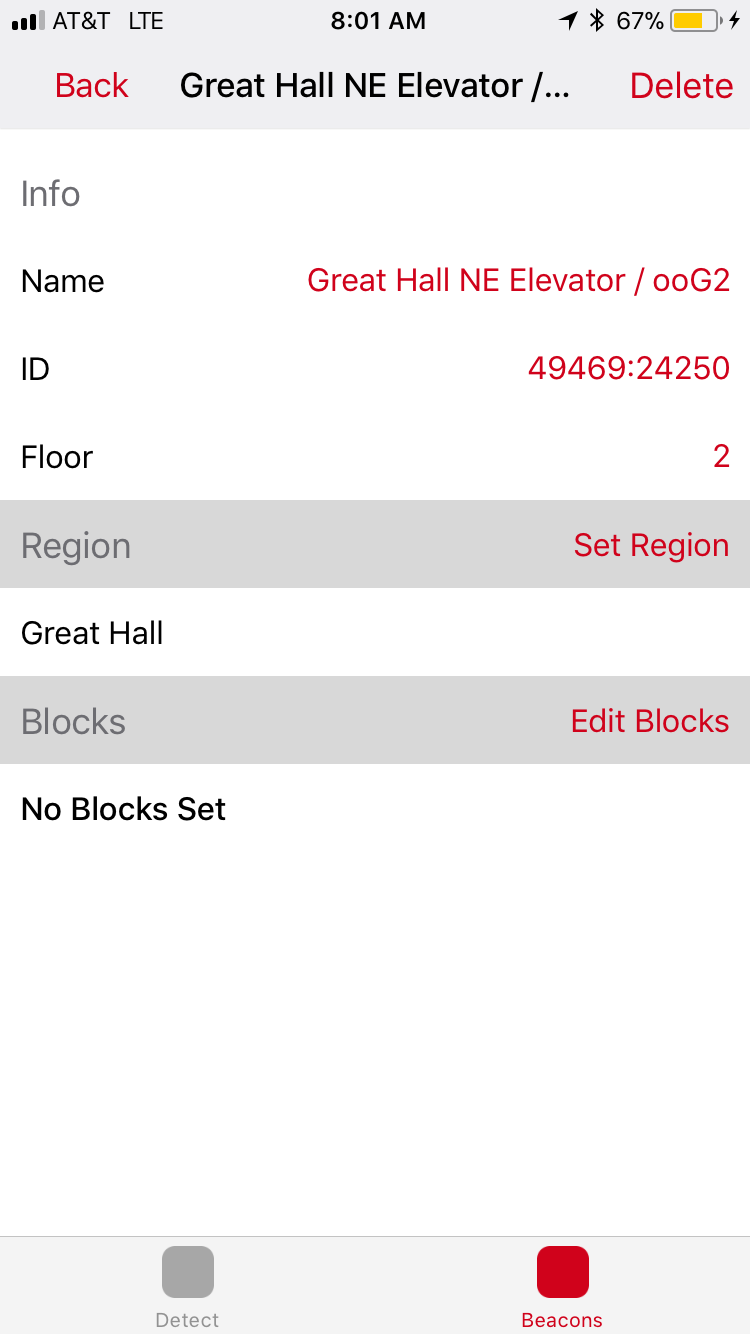 AT&T LTE 8:01 AM 67%
Back Great Hall NE Elevator /... Delete
Info
Name Great Hall NE Elevator / ooG2
ID 49469:24250
Floor 2
Region Set Region
Great Hall
Blocks Edit Blocks
No Blocks Set
Detect Beacons